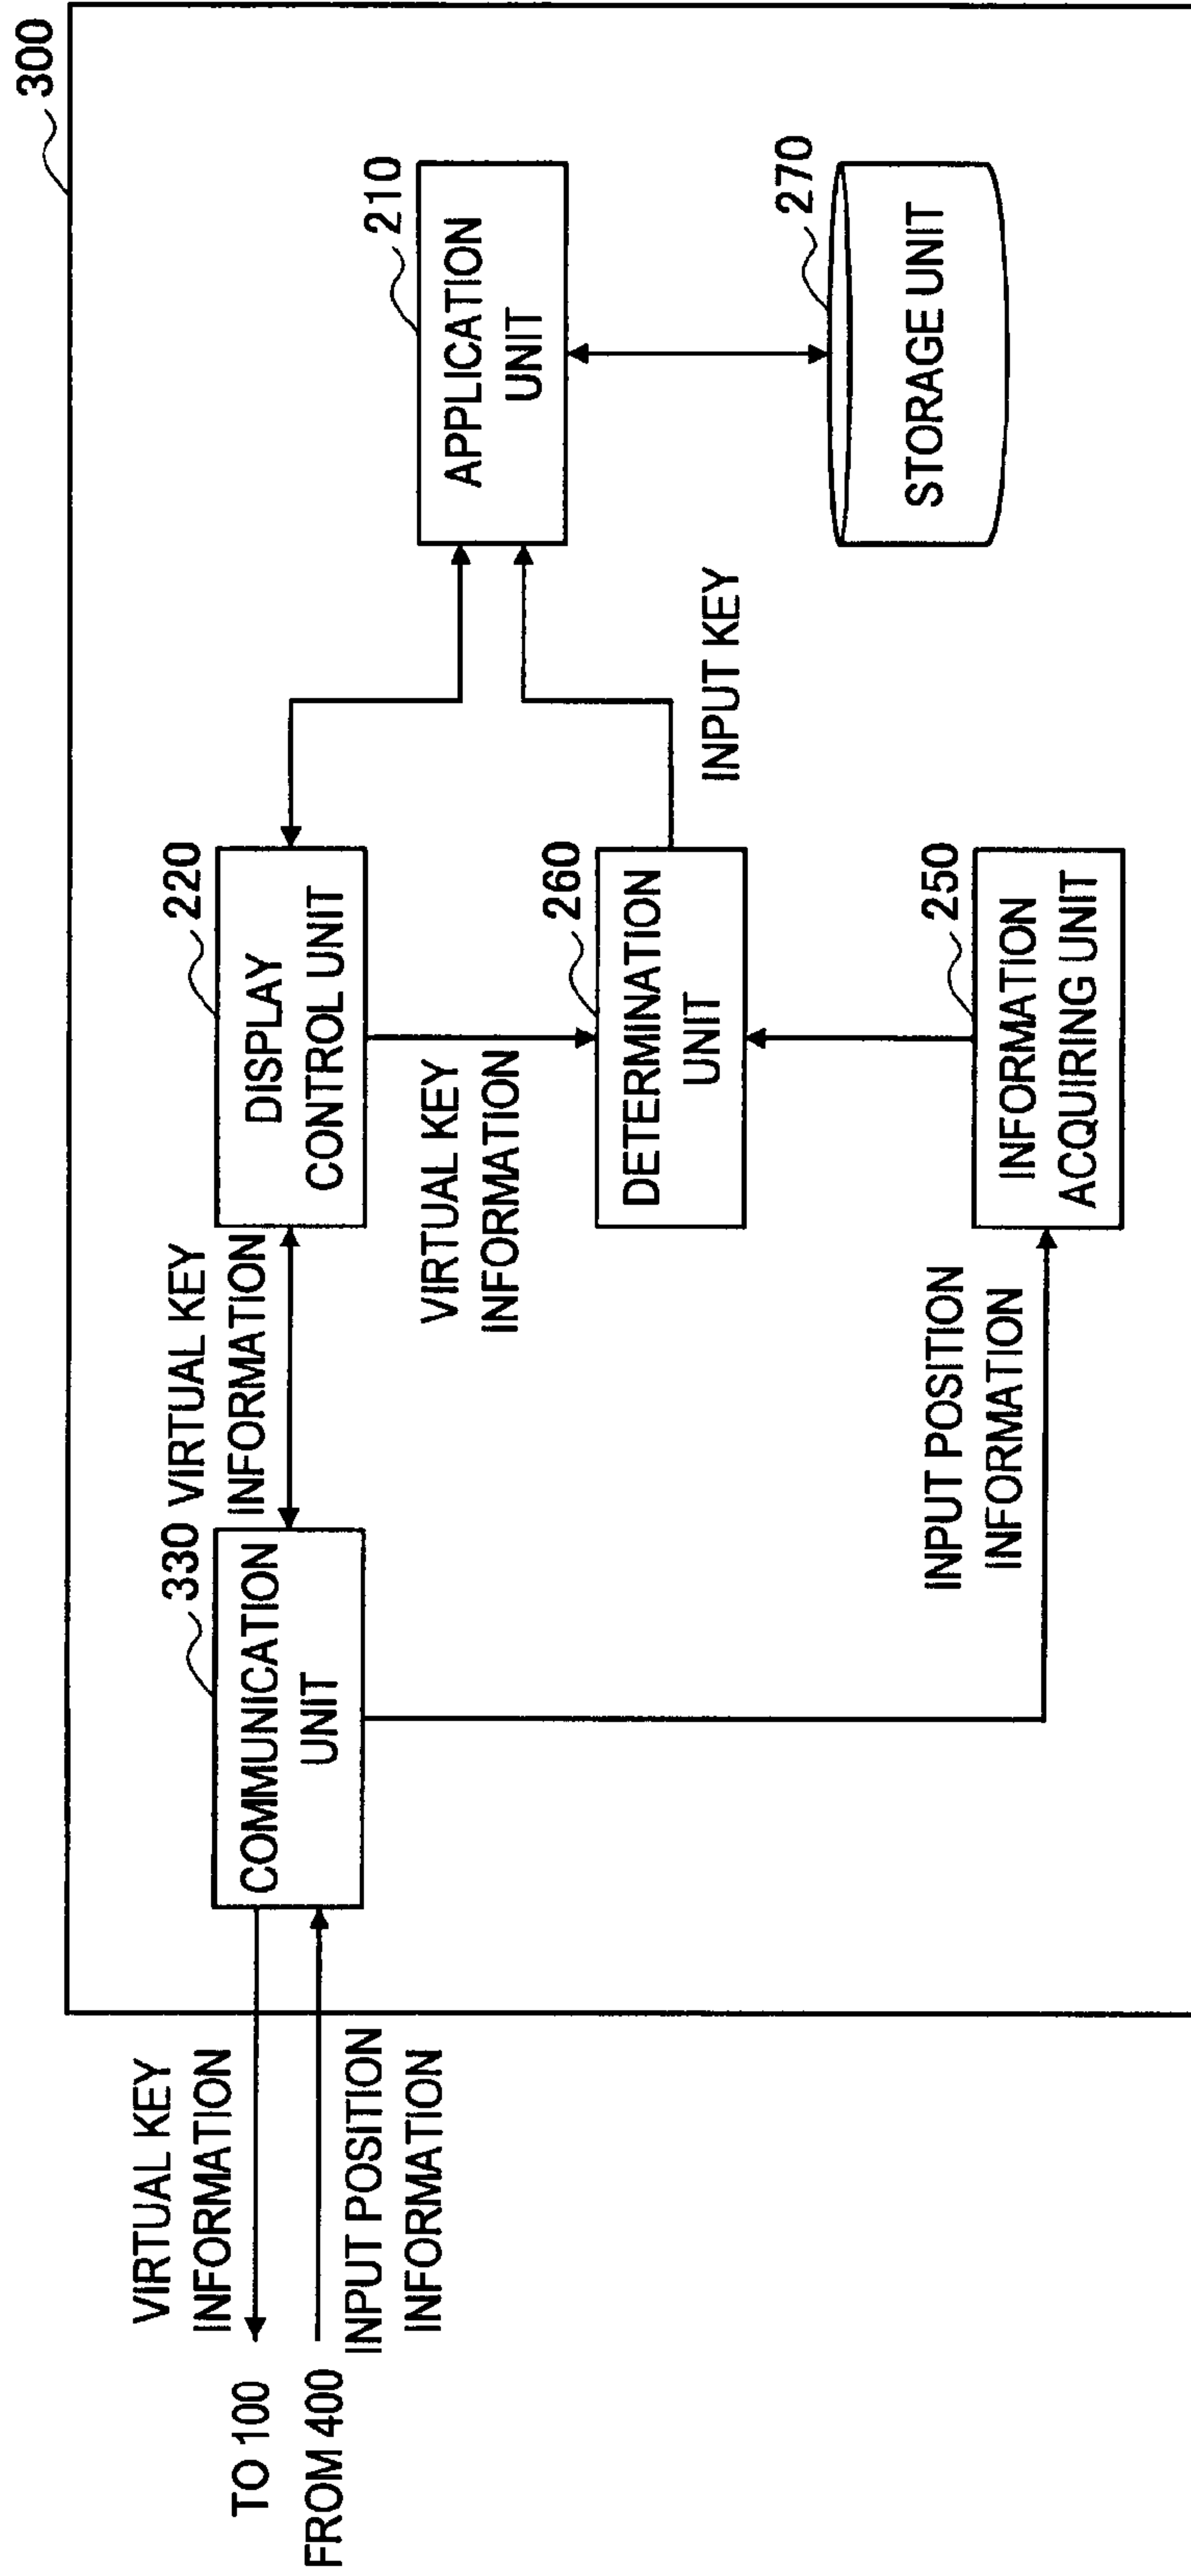 300
VIRTUAL KEY
INFORMATION
TO 100
FROM 400
INPUT POSITION
INFORMATION
330
COMMUNICATION
UNIT
VIRTUAL KEY
INFORMATION
220
DISPLAY
CONTROL UNIT
VIRTUAL KEY
INFORMATION
260
DETERMINATION
UNIT
INPUT KEY
210
APPLICATION
UNIT
270
STORAGE UNIT
INPUT POSITION
INFORMATION
250
INFORMATION
ACQUIRING UNIT